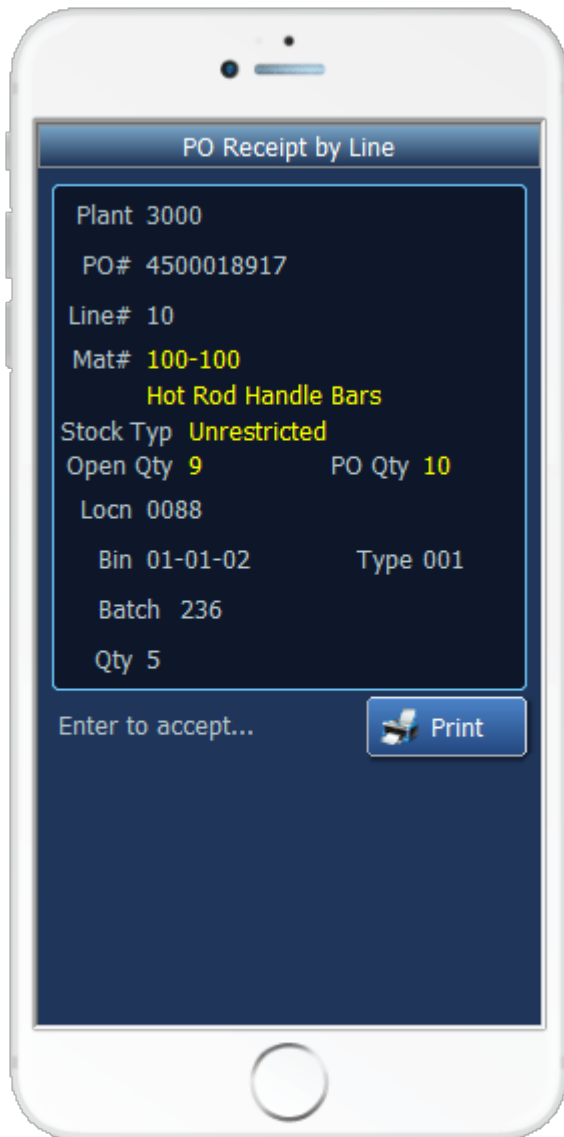 PO Receipt by Line
Plant 3000
PO# 4500018917
Line# 10
Mat# 100-100
Hot Rod Handle Bars
Stock Typ Unrestricted
Open Qty 9 PO Qty 10
Locn 0088
Bin 01-01-02 Type 001
Batch 236
Qty 5
Enter to accept... Print